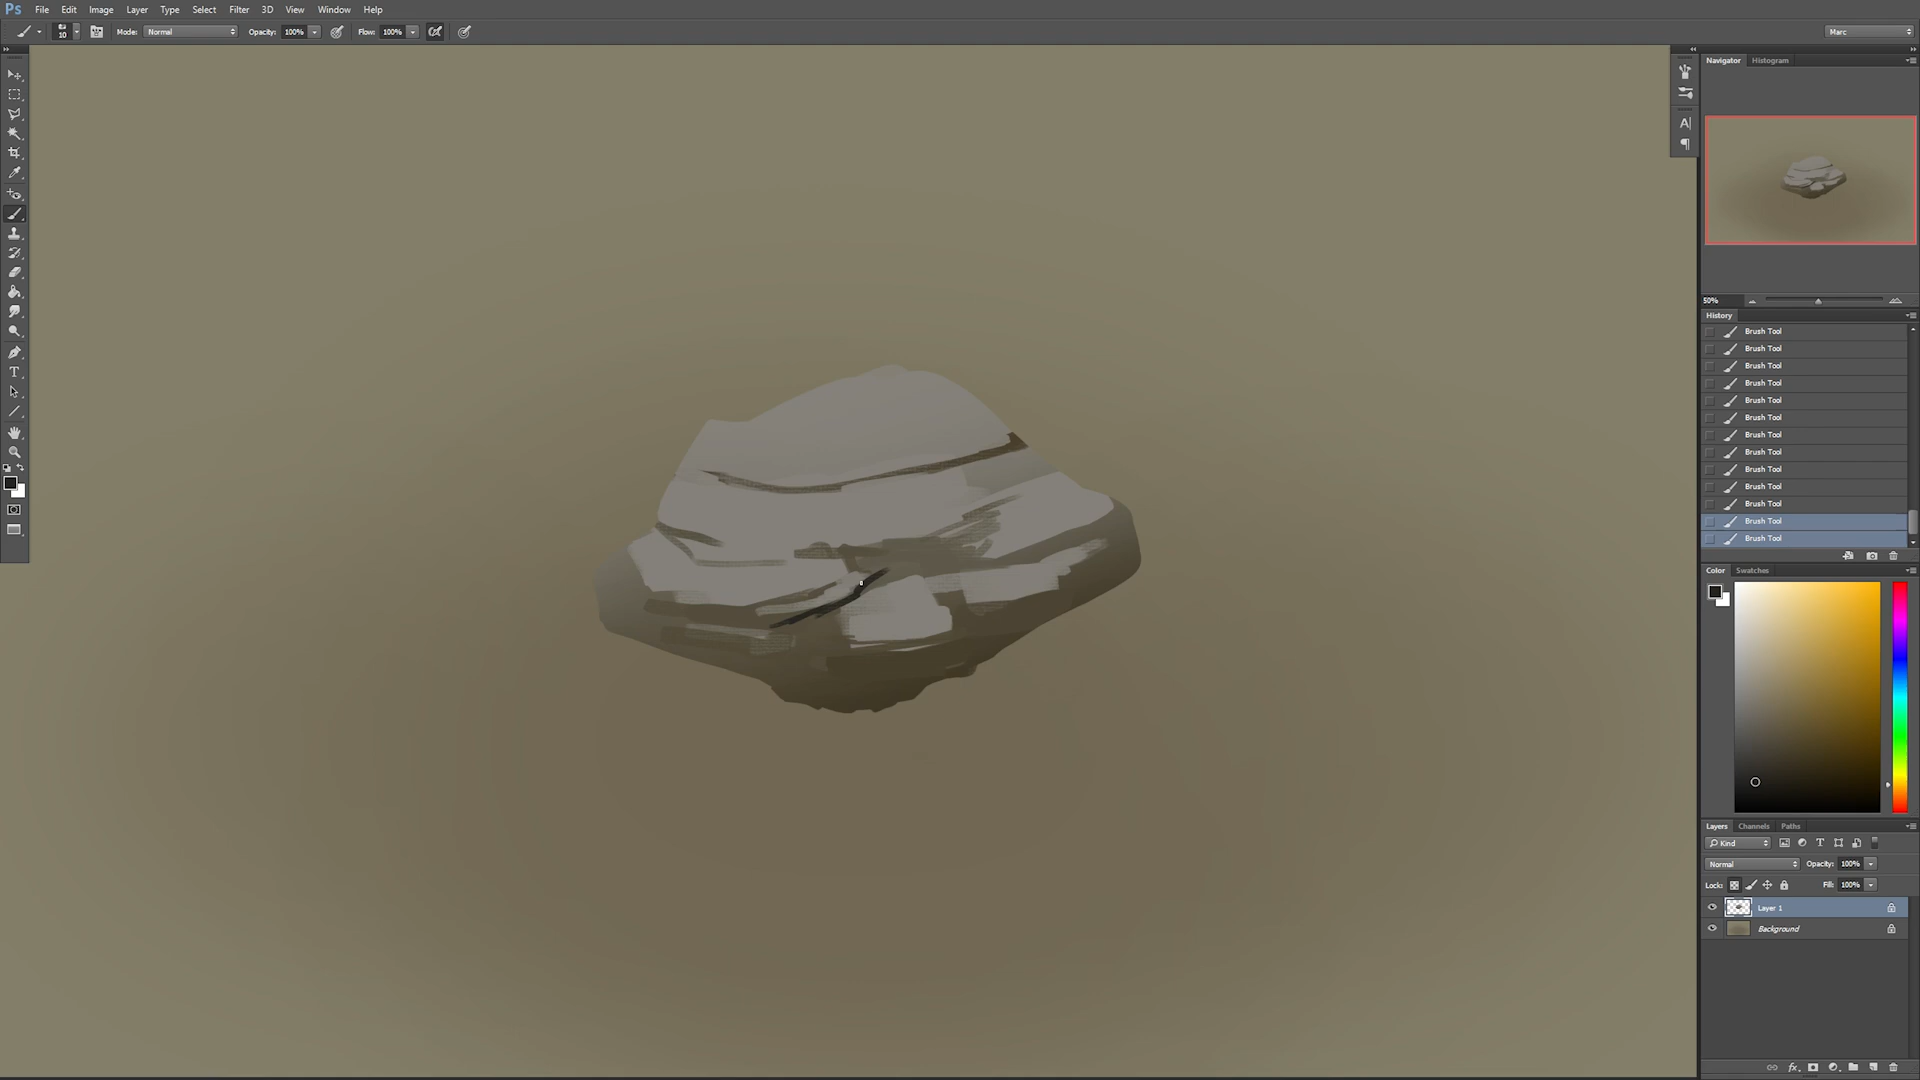 Ps File Edit Image Layer Type Select Filter 3D View Window Help
10 Mode: Normal Opacity: 100% Flow: 100% Marc
Navigator Histogram
50%
History
Brush Tool
Brush Tool
Brush Tool
Brush Tool
Brush Tool
Brush Tool
Brush Tool
Brush Tool
Brush Tool
Brush Tool
Brush Tool
Brush Tool
Brush Tool
Color Swatches
Layers Channels Paths
Kind
Normal Opacity: 100%
Lock: Fill: 100%
Layer 1
Background
fx